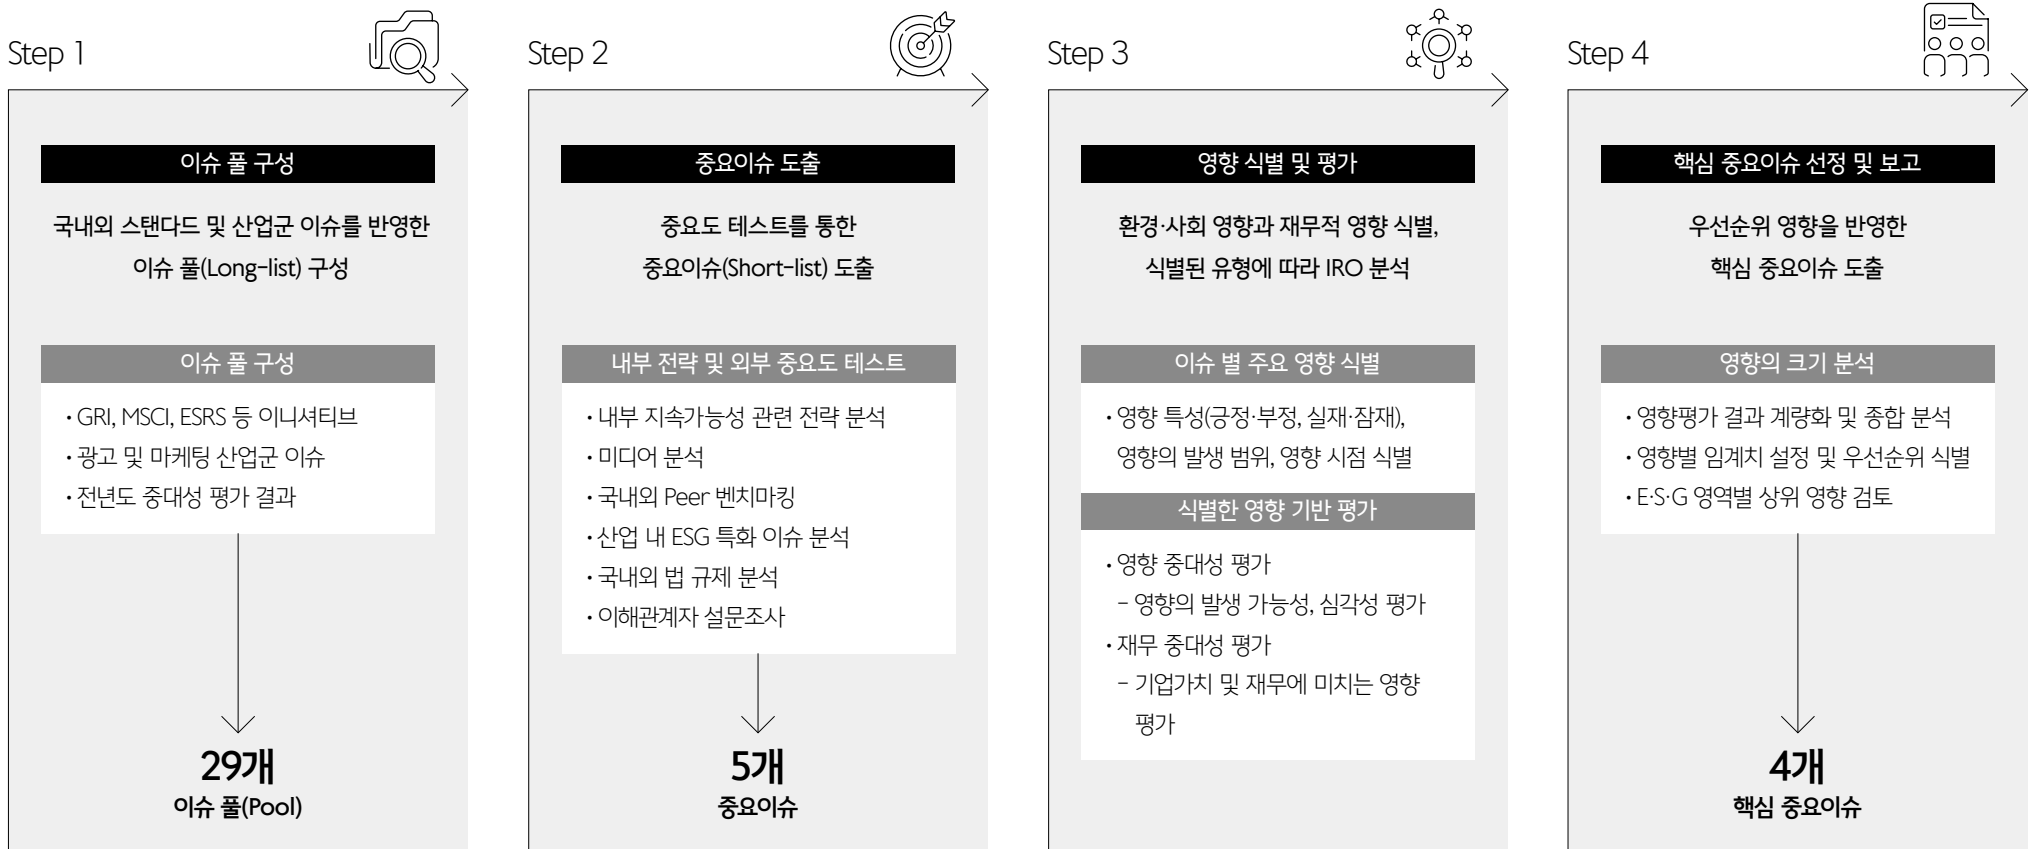 Step 1
이슈 풀 구성
국내외 스탠다드 및 산업군 이슈를 반영한
이슈 풀(Long-list) 구성
이슈 풀 구성
• GRI, MSCI, ESRS 등 이니셔티브
• 광고 및 마케팅 산업군 이슈
• 전년도 중대성 평가 결과
29개
이슈 풀(Pool)
Step 2
중요이슈 도출
중요도 테스트를 통한
중요이슈(Short-list) 도출
내부 전략 및 외부 중요도 테스트
• 내부 지속가능성 관련 전략 분석
• 미디어 분석
• 국내외 Peer 벤치마킹
• 산업 내 ESG 특화 이슈 분석
• 국내외 법 규제 분석
• 이해관계자 설문조사
5개
중요이슈
Step 3
영향 식별 및 평가
환경·사회 영향과 재무적 영향 식별,
식별된 유형에 따라 IRO 분석
이슈 별 주요 영향 식별
• 영향 특성(긍정·부정, 실재·잠재),
영향의 발생 범위, 영향 시점 식별
식별한 영향 기반 평가
• 영향 중대성 평가
- 영향의 발생 가능성, 심각성 평가
• 재무 중대성 평가
- 기업가치 및 재무에 미치는 영향
평가
Step 4
핵심 중요이슈 선정 및 보고
우선순위 영향을 반영한
핵심 중요이슈 도출
영향의 크기 분석
• 영향평가 결과 계량화 및 종합 분석
• 영향별 임계치 설정 및 우선순위 식별
• E·S·G 영역별 상위 영향 검토
4개
핵심 중요이슈